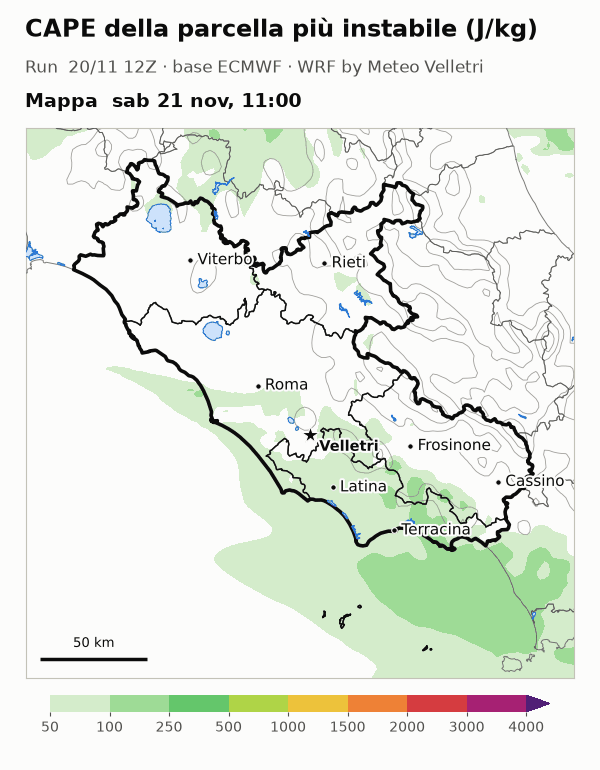 CAPE della parcella più instabile (J/kg)
Run  20/11 12Z · base ECMWF · WRF by Meteo Velletri
Mappa  sab 21 nov, 11:00
Viterbo
Rieti
Roma
Velletri
Frosinone
Cassino
Latina
Terracina
50 km
50 100 250 500 1000 1500 2000 3000 4000